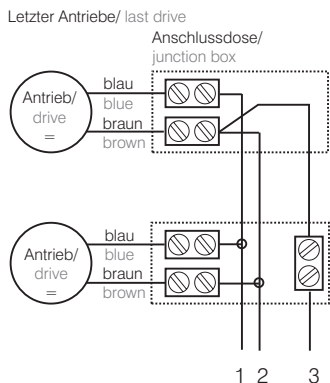 Letzter Antriebe/ last drive
Anschlussdose/
junction box
Antrieb/
drive
=
blau
blue
braun
brown
Antrieb/
drive
=
blau
blue
braun
brown
1 2 3